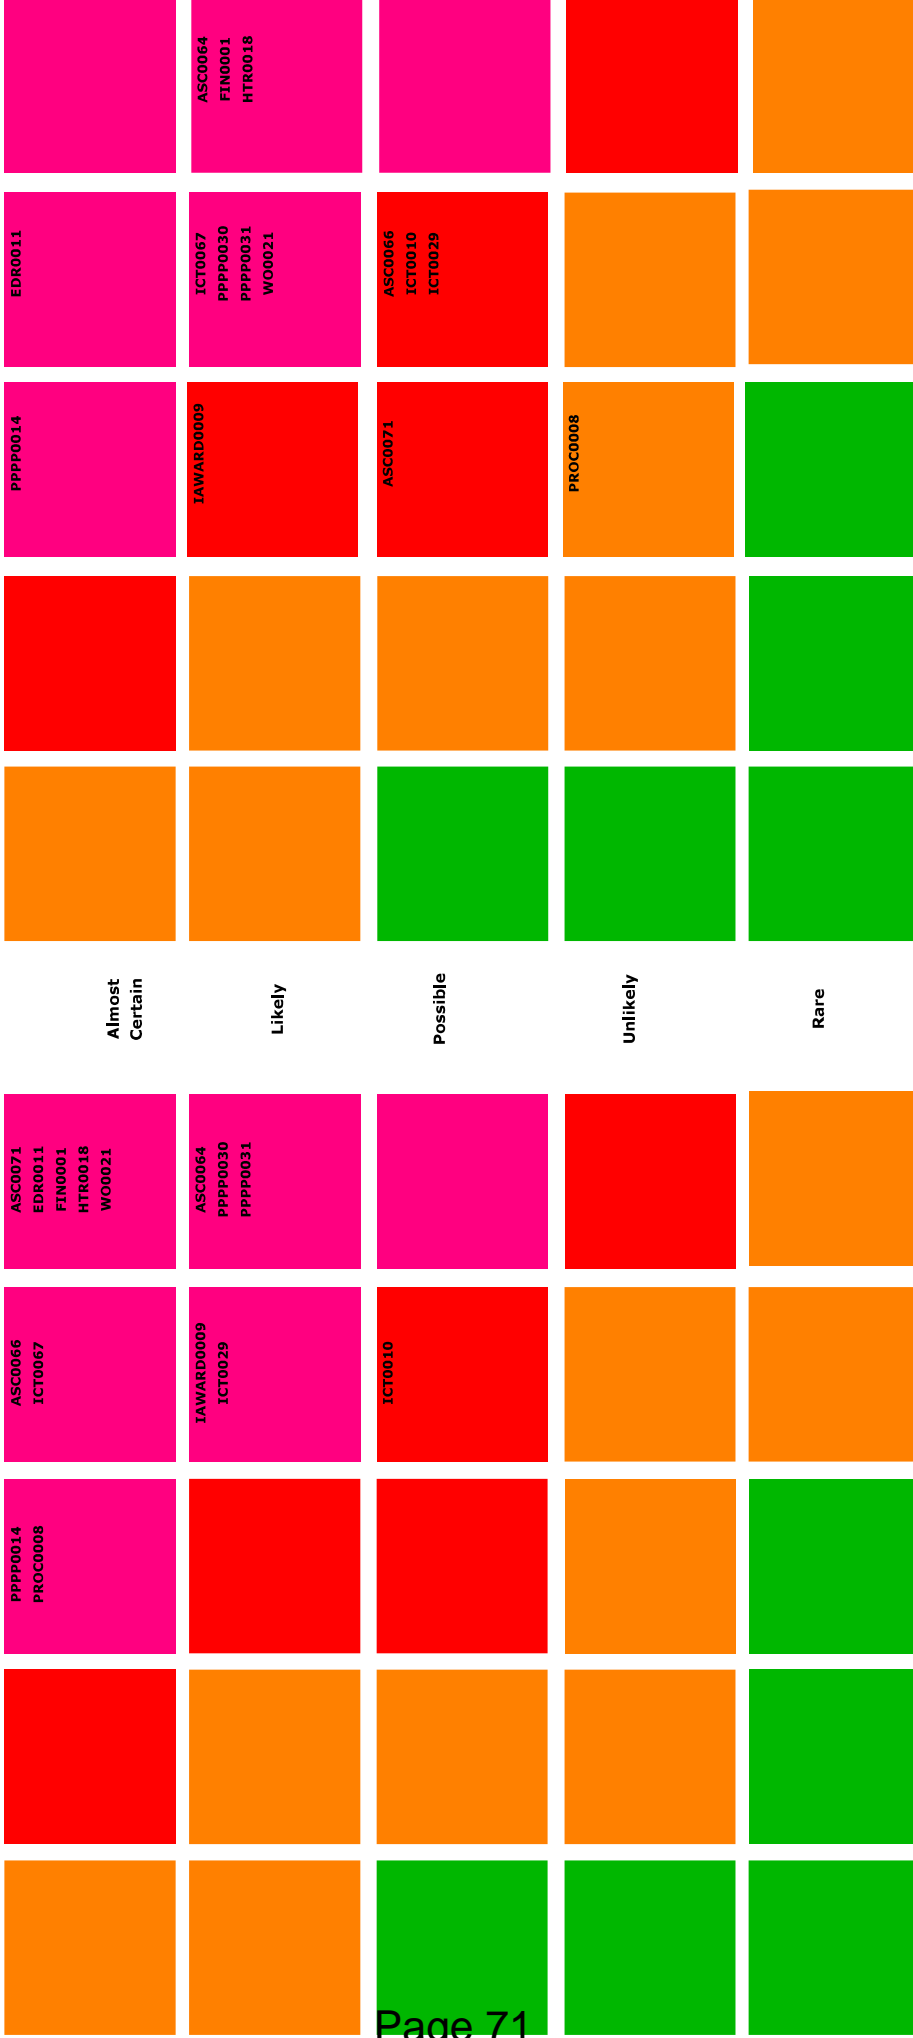 PPPP0014
PROC0008
ASC0066
ICT0067
ASC0071
EDR0011
FIN0001
HTR0018
WO0021
Almost
Certain
PPPP0014
EDR0011
IAWARD0009
ICT0029
ASC0064
PPPP0030
PPPP0031
Likely
IAWARD0009
ICT0067
PPPP0030
PPPP0031
WO0021
ASC0064
FIN0001
HTR0018
ICT0010
Possible
ASC0071
ASC0066
ICT0010
ICT0029
Unlikely
PROC0008
Rare
Page 71